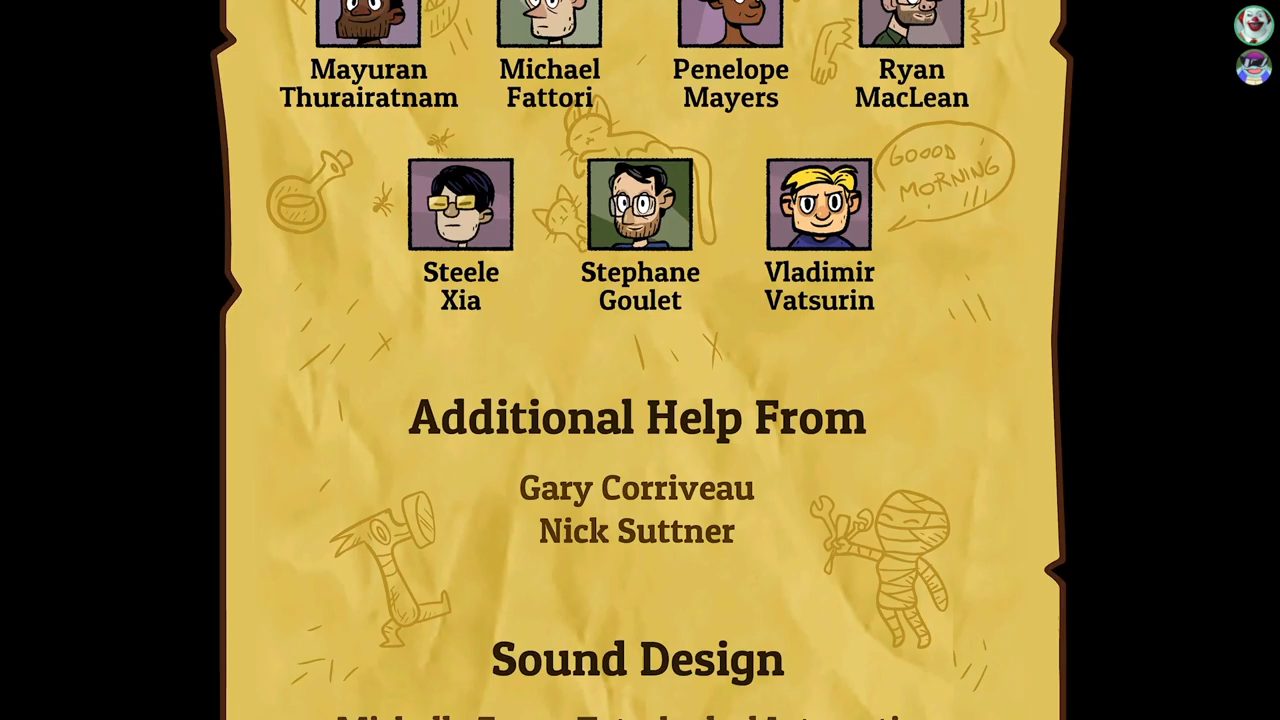 Mayuran Michael Penelope Ryan
Thurairatnam Fattori Mayers MacLean
GOOOD
MORNING
!!!
Steele Stephane Vladimir
Xia Goulet Vatsurin
Additional Help From
Gary Corriveau
Nick Suttner
Sound Design